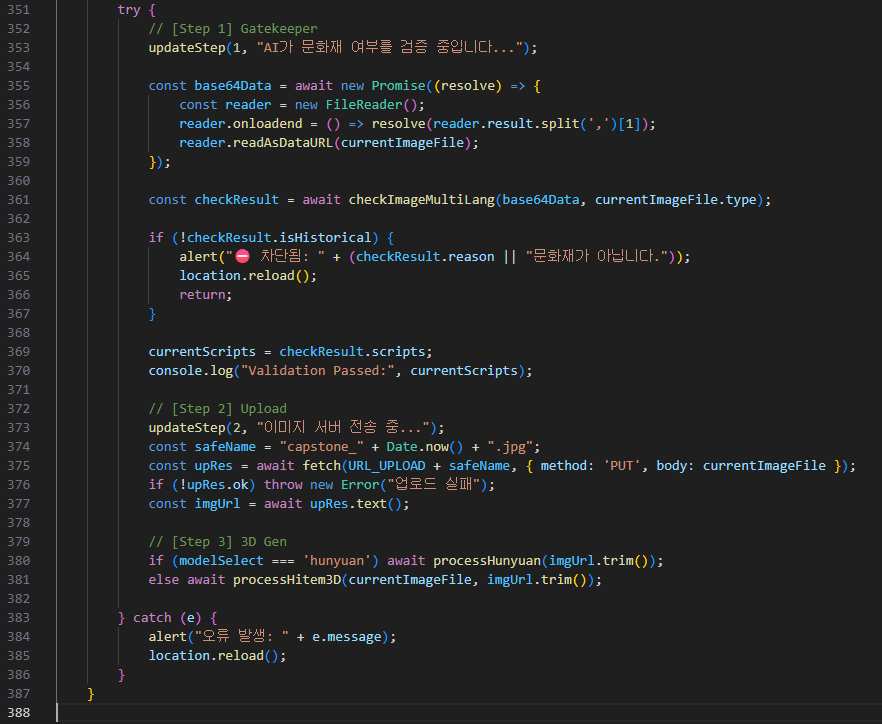 351 try {
352 // [Step 1] Gatekeeper
353 updateStep(1, "AI가 문화재 여부를 검증 중입니다...");
354
355 const base64Data = await new Promise((resolve) => {
356 const reader = new FileReader();
357 reader.onloadend = () => resolve(reader.result.split(',')[1]);
358 reader.readAsDataURL(currentImageFile);
359 });
360
361 const checkResult = await checkImageMultiLang(base64Data, currentImageFile.type);
362
363 if (!checkResult.isHistorical) {
364 alert("⛔ 차단됨: " + (checkResult.reason || "문화재가 아닙니다."));
365 location.reload();
366 return;
367 }
368
369 currentScripts = checkResult.scripts;
370 console.log("Validation Passed:", currentScripts);
371
372 // [Step 2] Upload
373 updateStep(2, "이미지 서버 전송 중...");
374 const safeName = "capstone_" + Date.now() + ".jpg";
375 const upRes = await fetch(URL_UPLOAD + safeName, { method: 'PUT', body: currentImageFile });
376 if (!upRes.ok) throw new Error("업로드 실패");
377 const imgUrl = await upRes.text();
378
379 // [Step 3] 3D Gen
380 if (modelSelect === 'hunyuan') await processHunyuan(imgUrl.trim());
381 else await processHitem3D(currentImageFile, imgUrl.trim());
382
383 } catch (e) {
384 alert("오류 발생: " + e.message);
385 location.reload();
386 }
387 }
388